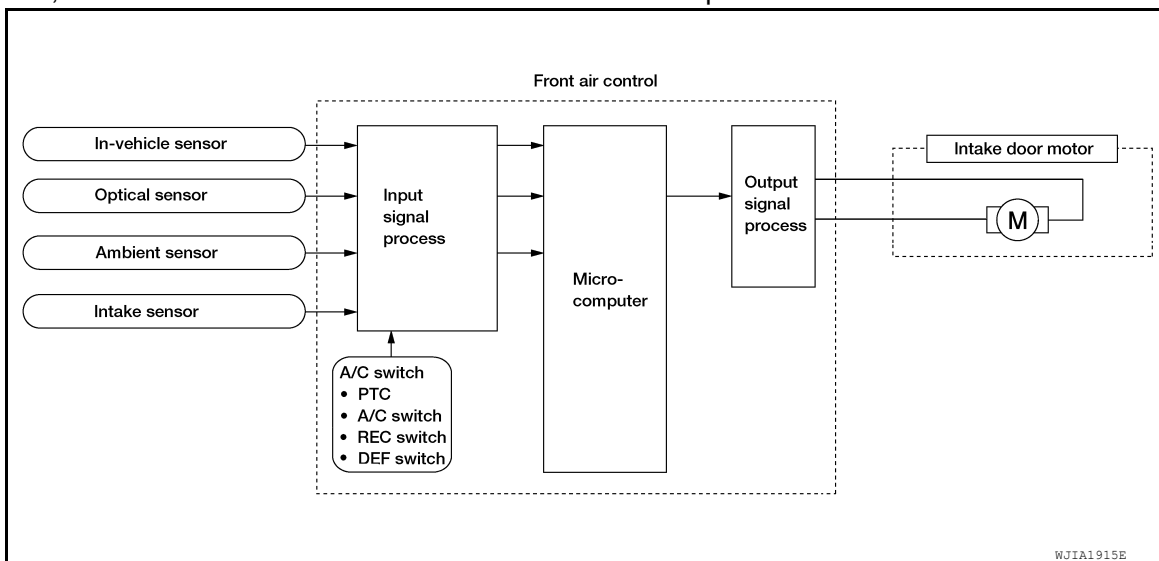 Front air control
In-vehicle sensor
Optical sensor
Ambient sensor
Intake sensor
Input
signal
process
A/C switch
• PTC
• A/C switch
• REC switch
• DEF switch
Micro-
computer
Output
signal
process
Intake door motor
M
WJIA1915E